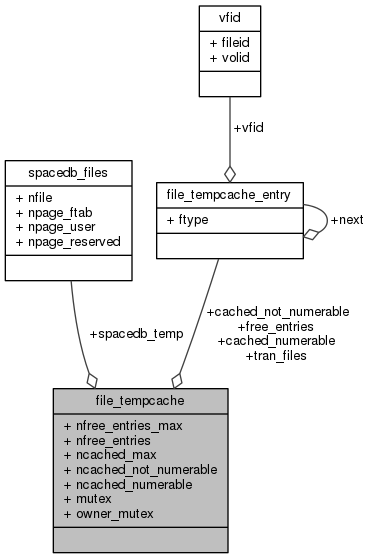 vfid
+ fileid
+ volid
+vfid
spacedb_files
+ nfile
+ npage_ftab
+ npage_user
+ npage_reserved
file_tempcache_entry
+ ftype
+next
+spacedb_temp
+cached_not_numerable
+free_entries
+cached_numerable
+tran_files
file_tempcache
+ nfree_entries_max
+ nfree_entries
+ ncached_max
+ ncached_not_numerable
+ ncached_numerable
+ mutex
+ owner_mutex